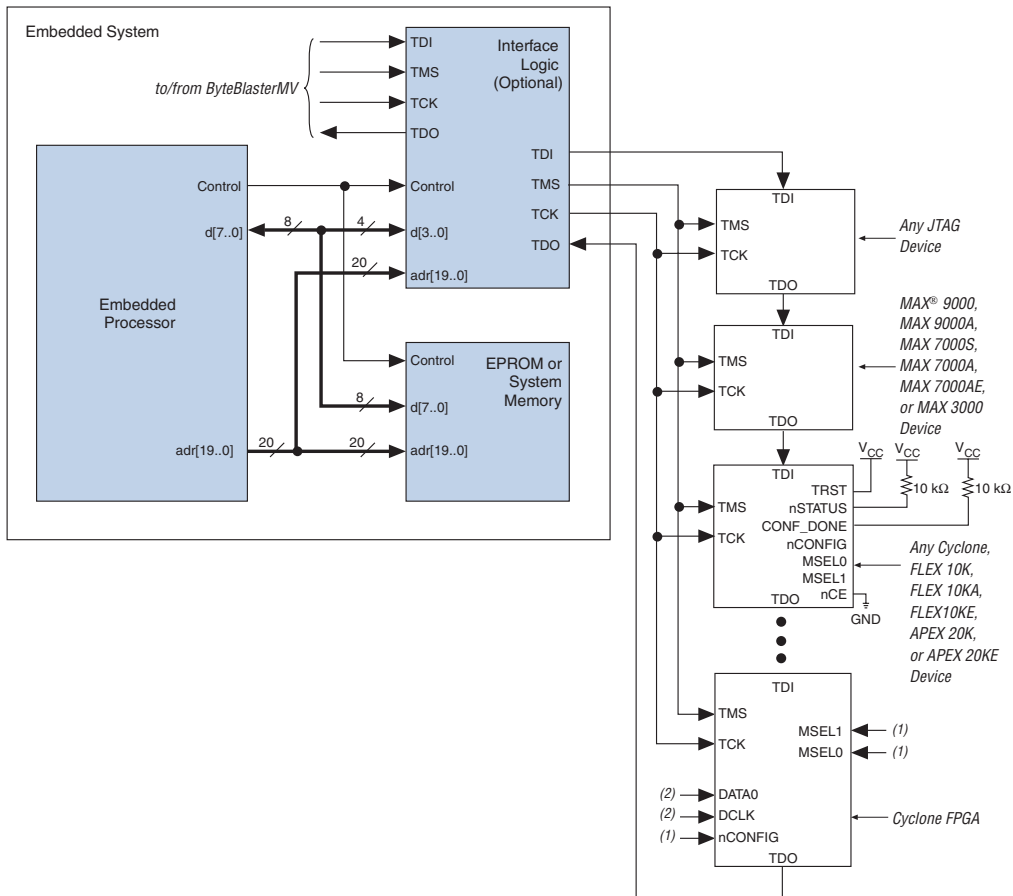 Embedded System
to/from ByteBlasterMV
TDI
TMS
TCK
TDO
Interface
Logic
(Optional)
TDI
TMS
TCK
TDO
Control
d[3..0]
adr[19..0]
Control
d[7..0]
8
4
20
Embedded
Processor
adr[19..0]
20
20
8
Control
d[7..0]
adr[19..0]
EPROM or
System
Memory
TDI
TMS
TCK
TDO
Any JTAG
Device
TDI
TMS
TCK
TDO
MAX® 9000,
MAX 9000A,
MAX 7000S,
MAX 7000A,
MAX 7000AE,
or MAX 3000
Device
TDI
TMS
TCK
TDO
TRST
nSTATUS
CONF_DONE
nCONFIG
MSEL0
MSEL1
nCE
VCC
VCC
VCC
10 kΩ
10 kΩ
GND
Any Cyclone,
FLEX 10K,
FLEX 10KA,
FLEX10KE,
APEX 20K,
or APEX 20KE
Device
TDI
TMS
TCK
MSEL1
(1)
MSEL0
(1)
(2)
DATA0
(2)
DCLK
(1)
nCONFIG
TDO
Cyclone FPGA